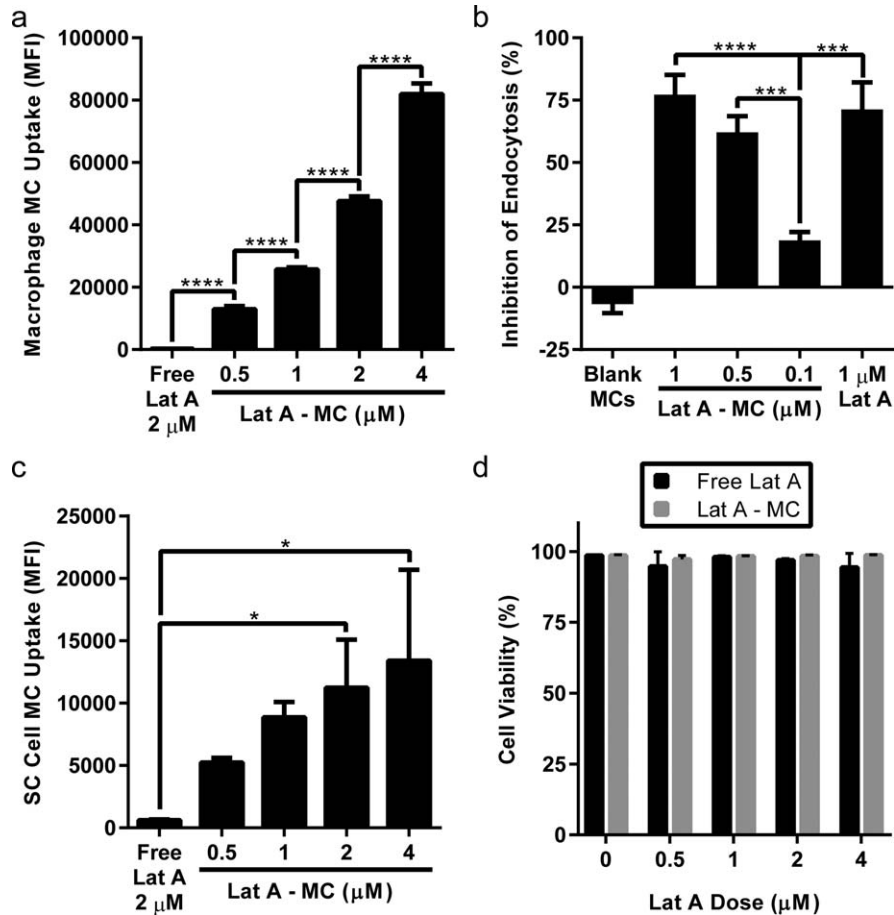 a
Macrophage MC Uptake (MFI)
100000
80000
60000
40000
20000
0
****
****
****
****
Free
Lat A
2 μM
0.5 1 2 4
Lat A - MC (μM)
b
Inhibition of Endocytosis (%)
100
75
50
25
0
-25
**** ***
***
Blank
MCs
1 0.5 0.1
Lat A - MC (μM)
1 μM
Lat A
c
SC Cell MC Uptake (MFI)
25000
20000
15000
10000
5000
0
*
*
Free
Lat A
2 μM
0.5 1 2 4
Lat A - MC (μM)
d
Free Lat A
Lat A - MC
Cell Viability (%)
100
75
50
25
0
0 0.5 1 2 4
Lat A Dose (μM)